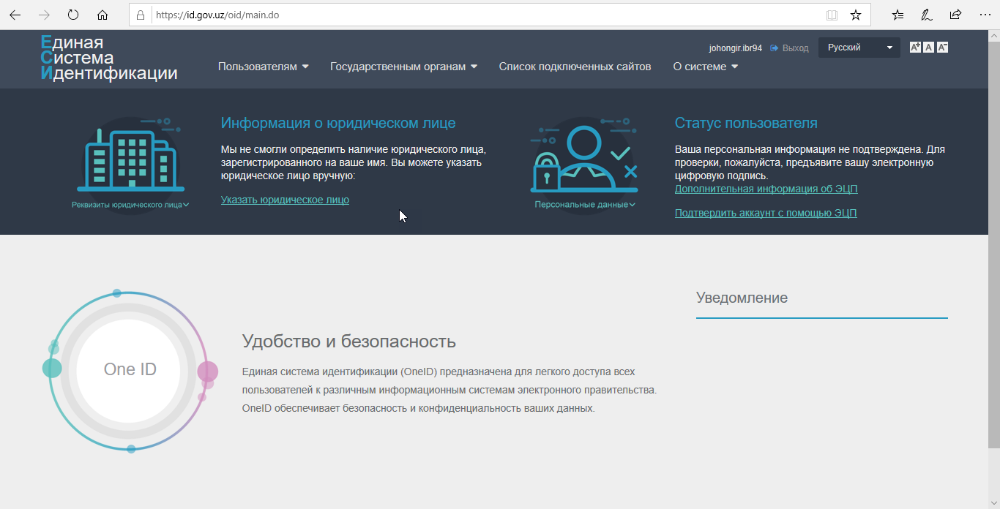 https://id.gov.uz/oid/main.do
Единая
Система
Идентификации
johongir.ibr94 Выход Русский A+ A A-
Пользователям Государственным органам Список подключенных сайтов О системе
Информация о юридическом лице
Мы не смогли определить наличие юридического лица,
зарегистрированного на ваше имя. Вы можете указать
юридическое лицо вручную:
Указать юридическое лицо
Реквизиты юридического лица
Статус пользователя
Ваша персональная информация не подтверждена. Для
проверки, пожалуйста, предъявите вашу электронную
цифровую подпись.
Дополнительная информация об ЭЦП
Подтвердить аккаунт с помощью ЭЦП
Персональные данные
One ID
Удобство и безопасность
Единая система идентификации (OneID) предназначена для легкого доступа всех
пользователей к различным информационным системам электронного правительства.
OneID обеспечивает безопасность и конфиденциальность ваших данных.
Уведомление